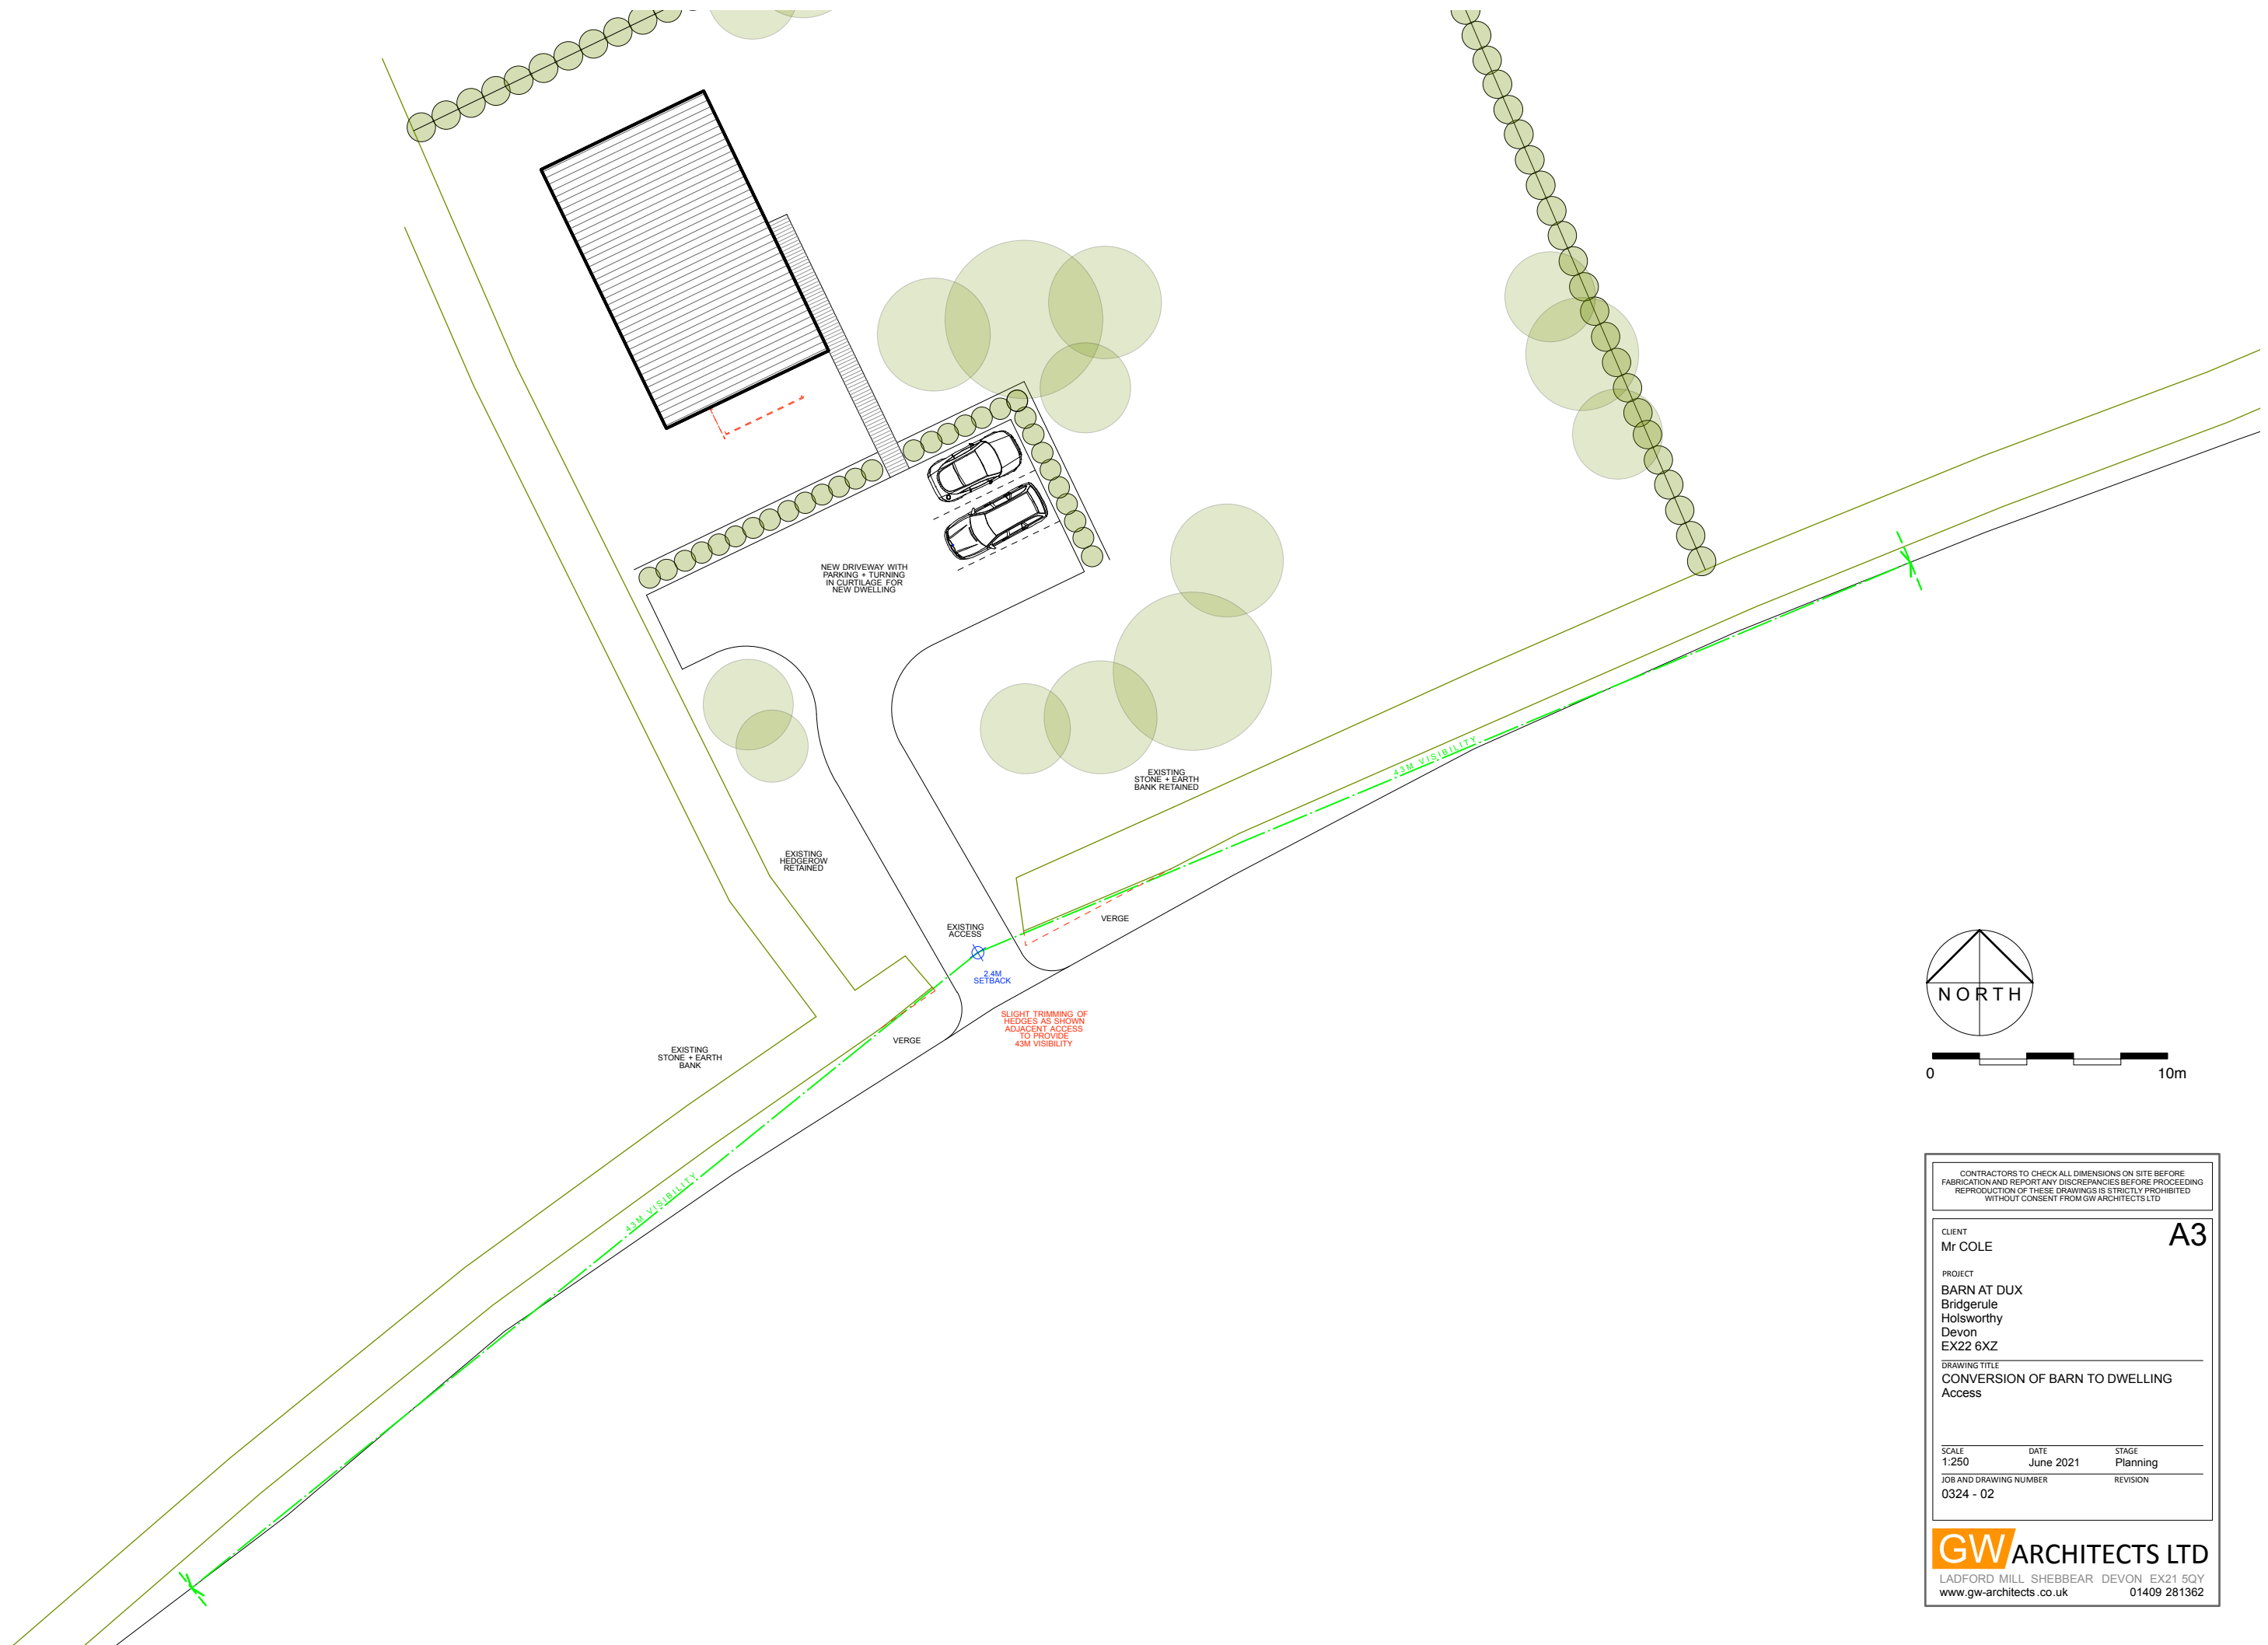 NEW DRIVEWAY WITH
PARKING + TURNING
IN CURTILAGE FOR
NEW DWELLING
43M VISIBILITY
EXISTING
STONE + EARTH
BANK RETAINED
EXISTING
HEDGEROW
RETAINED
EXISTING
ACCESS
VERGE
2.4M
SETBACK
SLIGHT TRIMMING OF
HEDGES AS SHOWN
ADJACENT ACCESS
TO PROVIDE
43M VISIBILITY
VERGE
EXISTING
STONE + EARTH
BANK
43M VISIBILITY
NORTH
0 10m
CONTRACTORS TO CHECK ALL DIMENSIONS ON SITE BEFORE
FABRICATION AND REPORT ANY DISCREPANCIES BEFORE PROCEEDING
REPRODUCTION OF THESE DRAWINGS IS STRICTLY PROHIBITED
WITHOUT CONSENT FROM GW ARCHITECTS LTD
A3
CLIENT
Mr COLE
PROJECT
BARN AT DUX
Bridgerule
Holsworthy
Devon
EX22 6XZ
DRAWING TITLE
CONVERSION OF BARN TO DWELLING
Access
SCALE DATE STAGE
1:250 June 2021 Planning
JOB AND DRAWING NUMBER REVISION
0324 - 02
GW ARCHITECTS LTD
LADFORD MILL SHEBBEAR DEVON EX21 5QY
www.gw-architects.co.uk 01409 281362